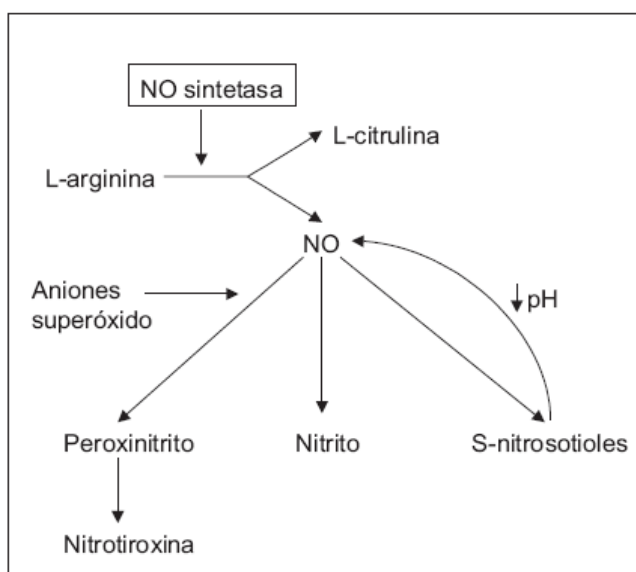 NO sintetasa
L-citrulina
L-arginina
NO
Aniones
superóxido
pH
Peroxinitrito
Nitrito
S-nitrosotioles
Nitrotiroxina